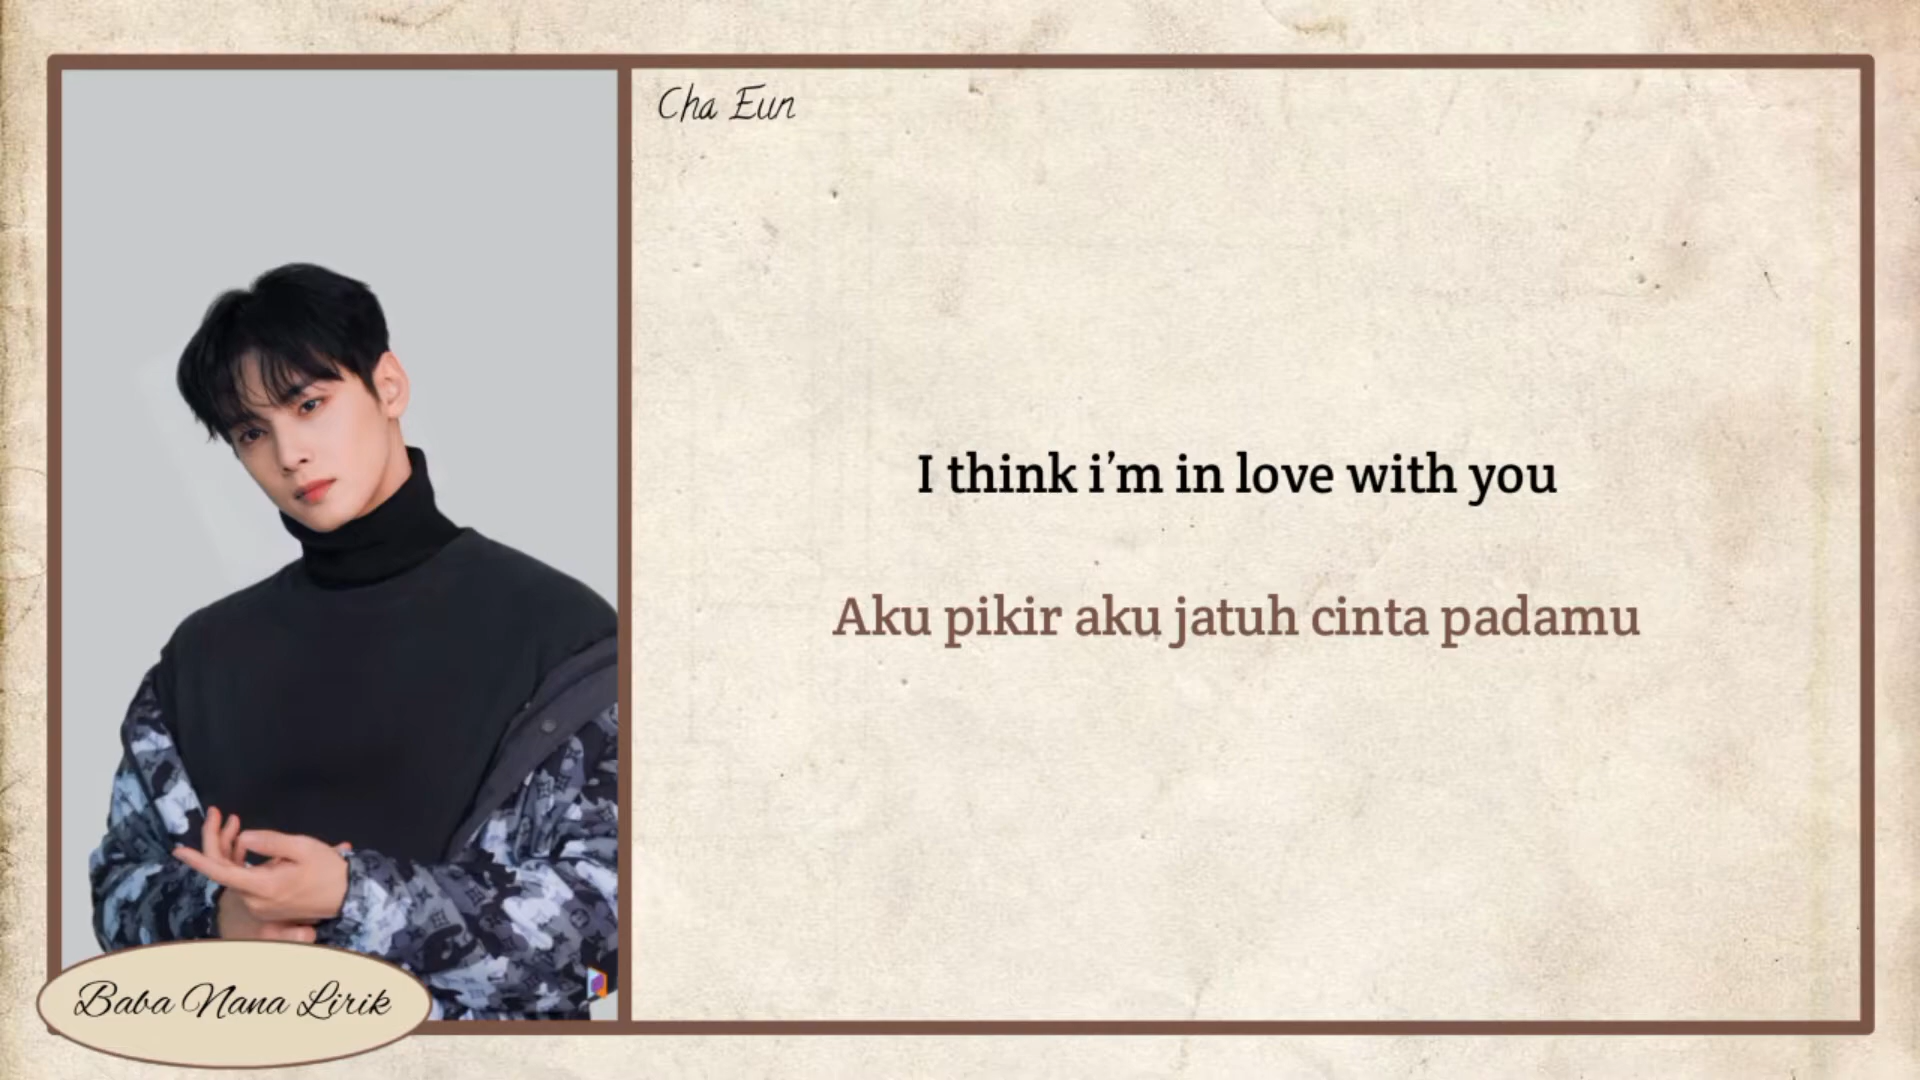 Cha Eun
I think i’m in love with you
Aku pikir aku jatuh cinta padamu
Baba Nana Lirik